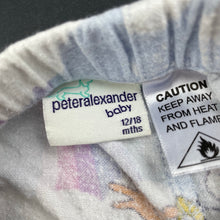 peteralexander
baby
12/18
mths
CAUTION
KEEP AWAY
FROM HEAT
AND FLAME